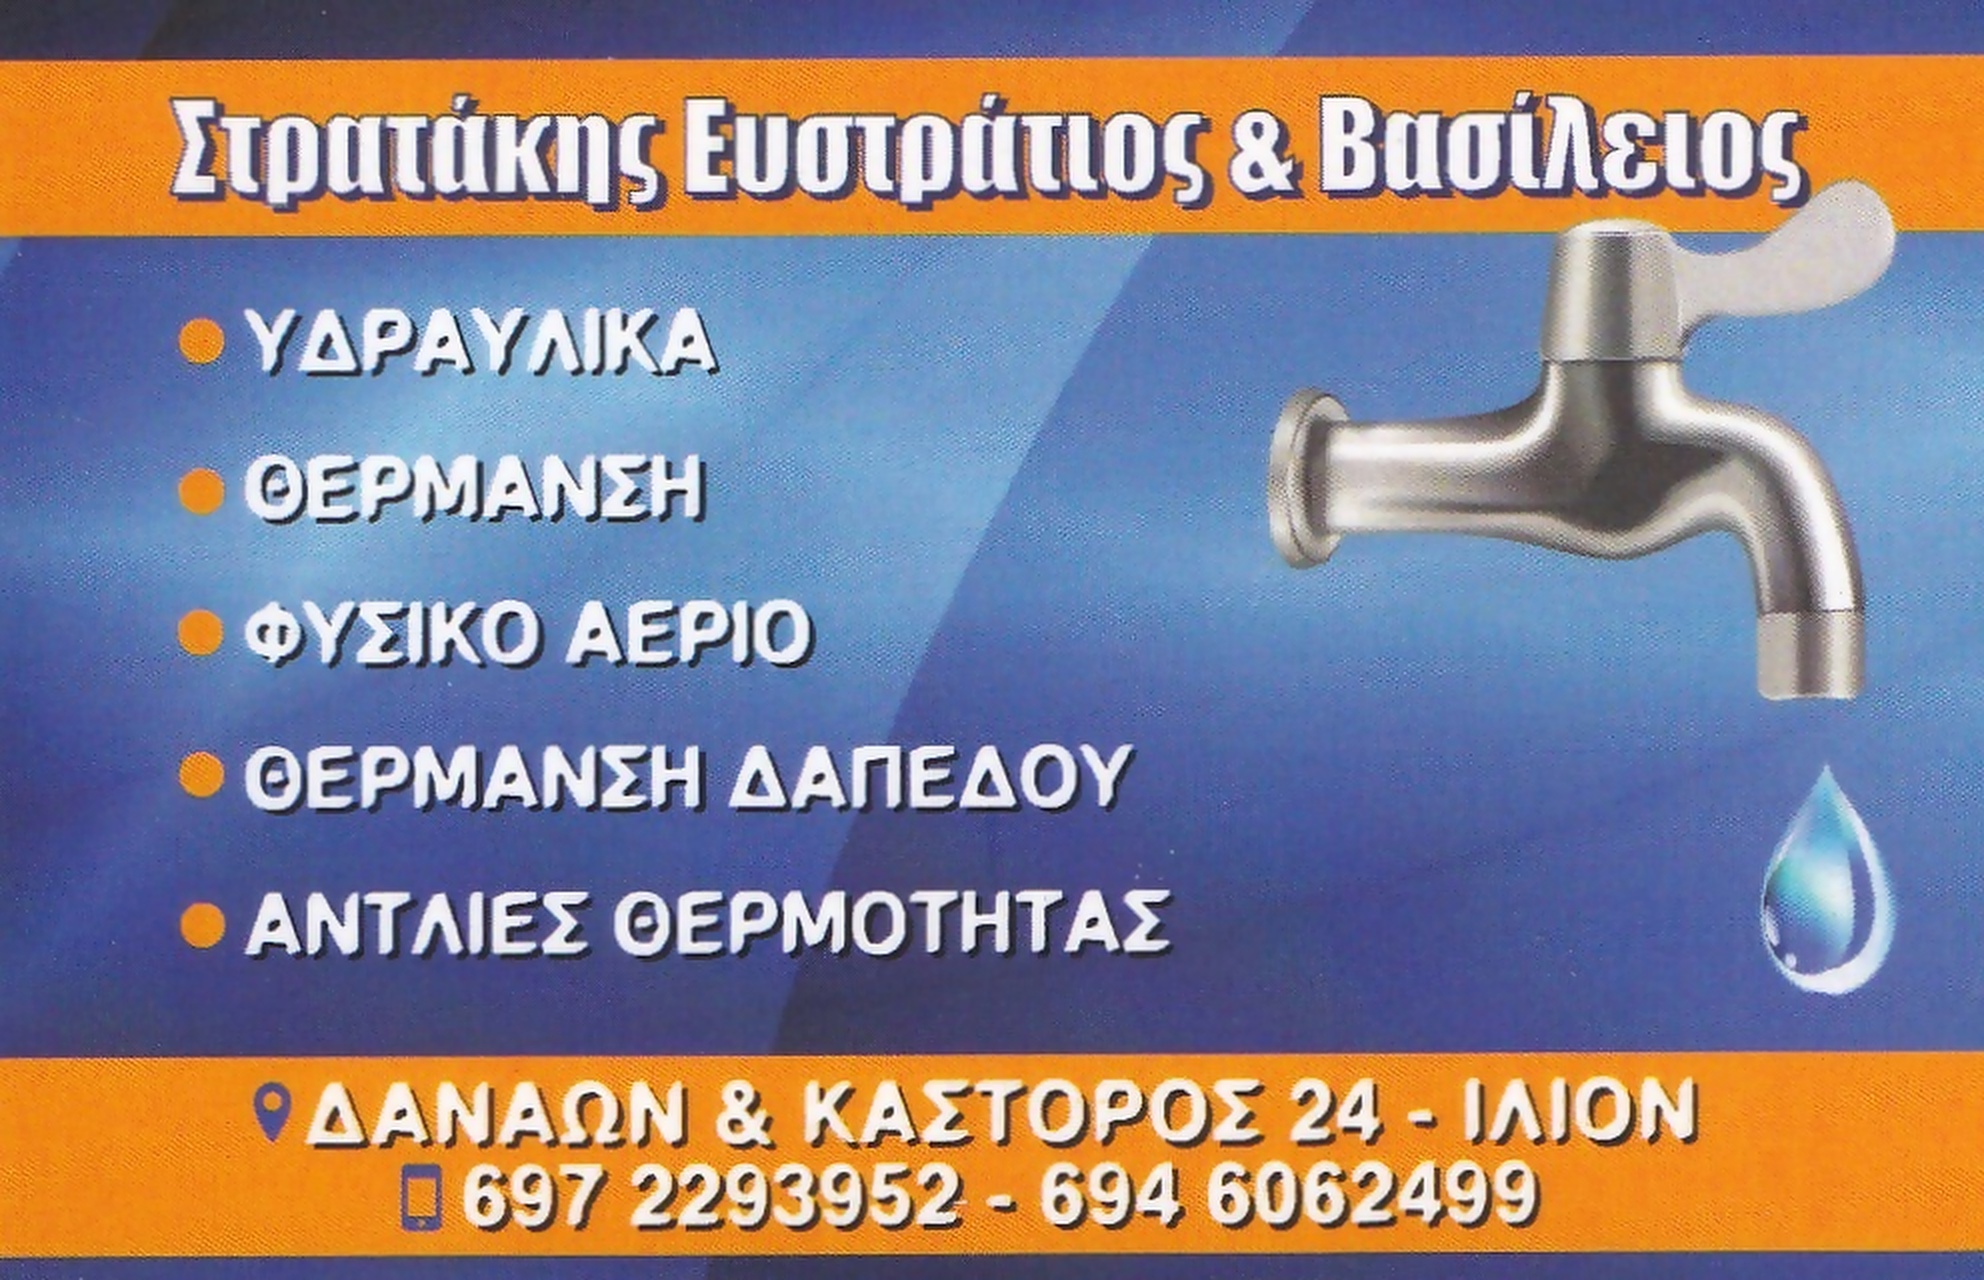 Στρατάκης Ευστράτιος & Βασίλειος
ΥΔΡΑΥΛΙΚΑ
ΘΕΡΜΑΝΣΗ
ΦΥΣΙΚΟ ΑΕΡΙΟ
ΘΕΡΜΑΝΣΗ ΔΑΠΕΔΟΥ
ΑΝΤΛΙΕΣ ΘΕΡΜΟΤΗΤΑΣ
ΔΑΝΑΩΝ & ΚΑΣΤΟΡΟΣ 24 - ΙΛΙΟΝ
697 2293952 - 694 6062499